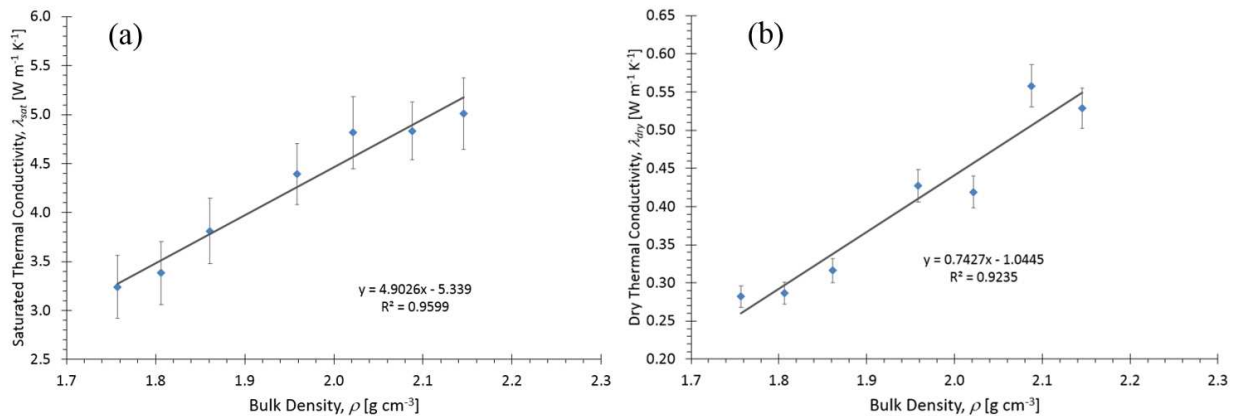 (a)
Saturated Thermal Conductivity, λsat [W m⁻¹ K⁻¹]
6.0
5.5
5.0
4.5
4.0
3.5
3.0
2.5
y = 4.9026x - 5.339
R² = 0.9599
1.7 1.8 1.9 2.0 2.1 2.2 2.3
Bulk Density, ρ [g cm⁻³]
(b)
Dry Thermal Conductivity, λdry [W m⁻¹ K⁻¹]
0.65
0.60
0.55
0.50
0.45
0.40
0.35
0.30
0.25
0.20
y = 0.7427x - 1.0445
R² = 0.9235
1.7 1.8 1.9 2.0 2.1 2.2 2.3
Bulk Density, ρ [g cm⁻³]